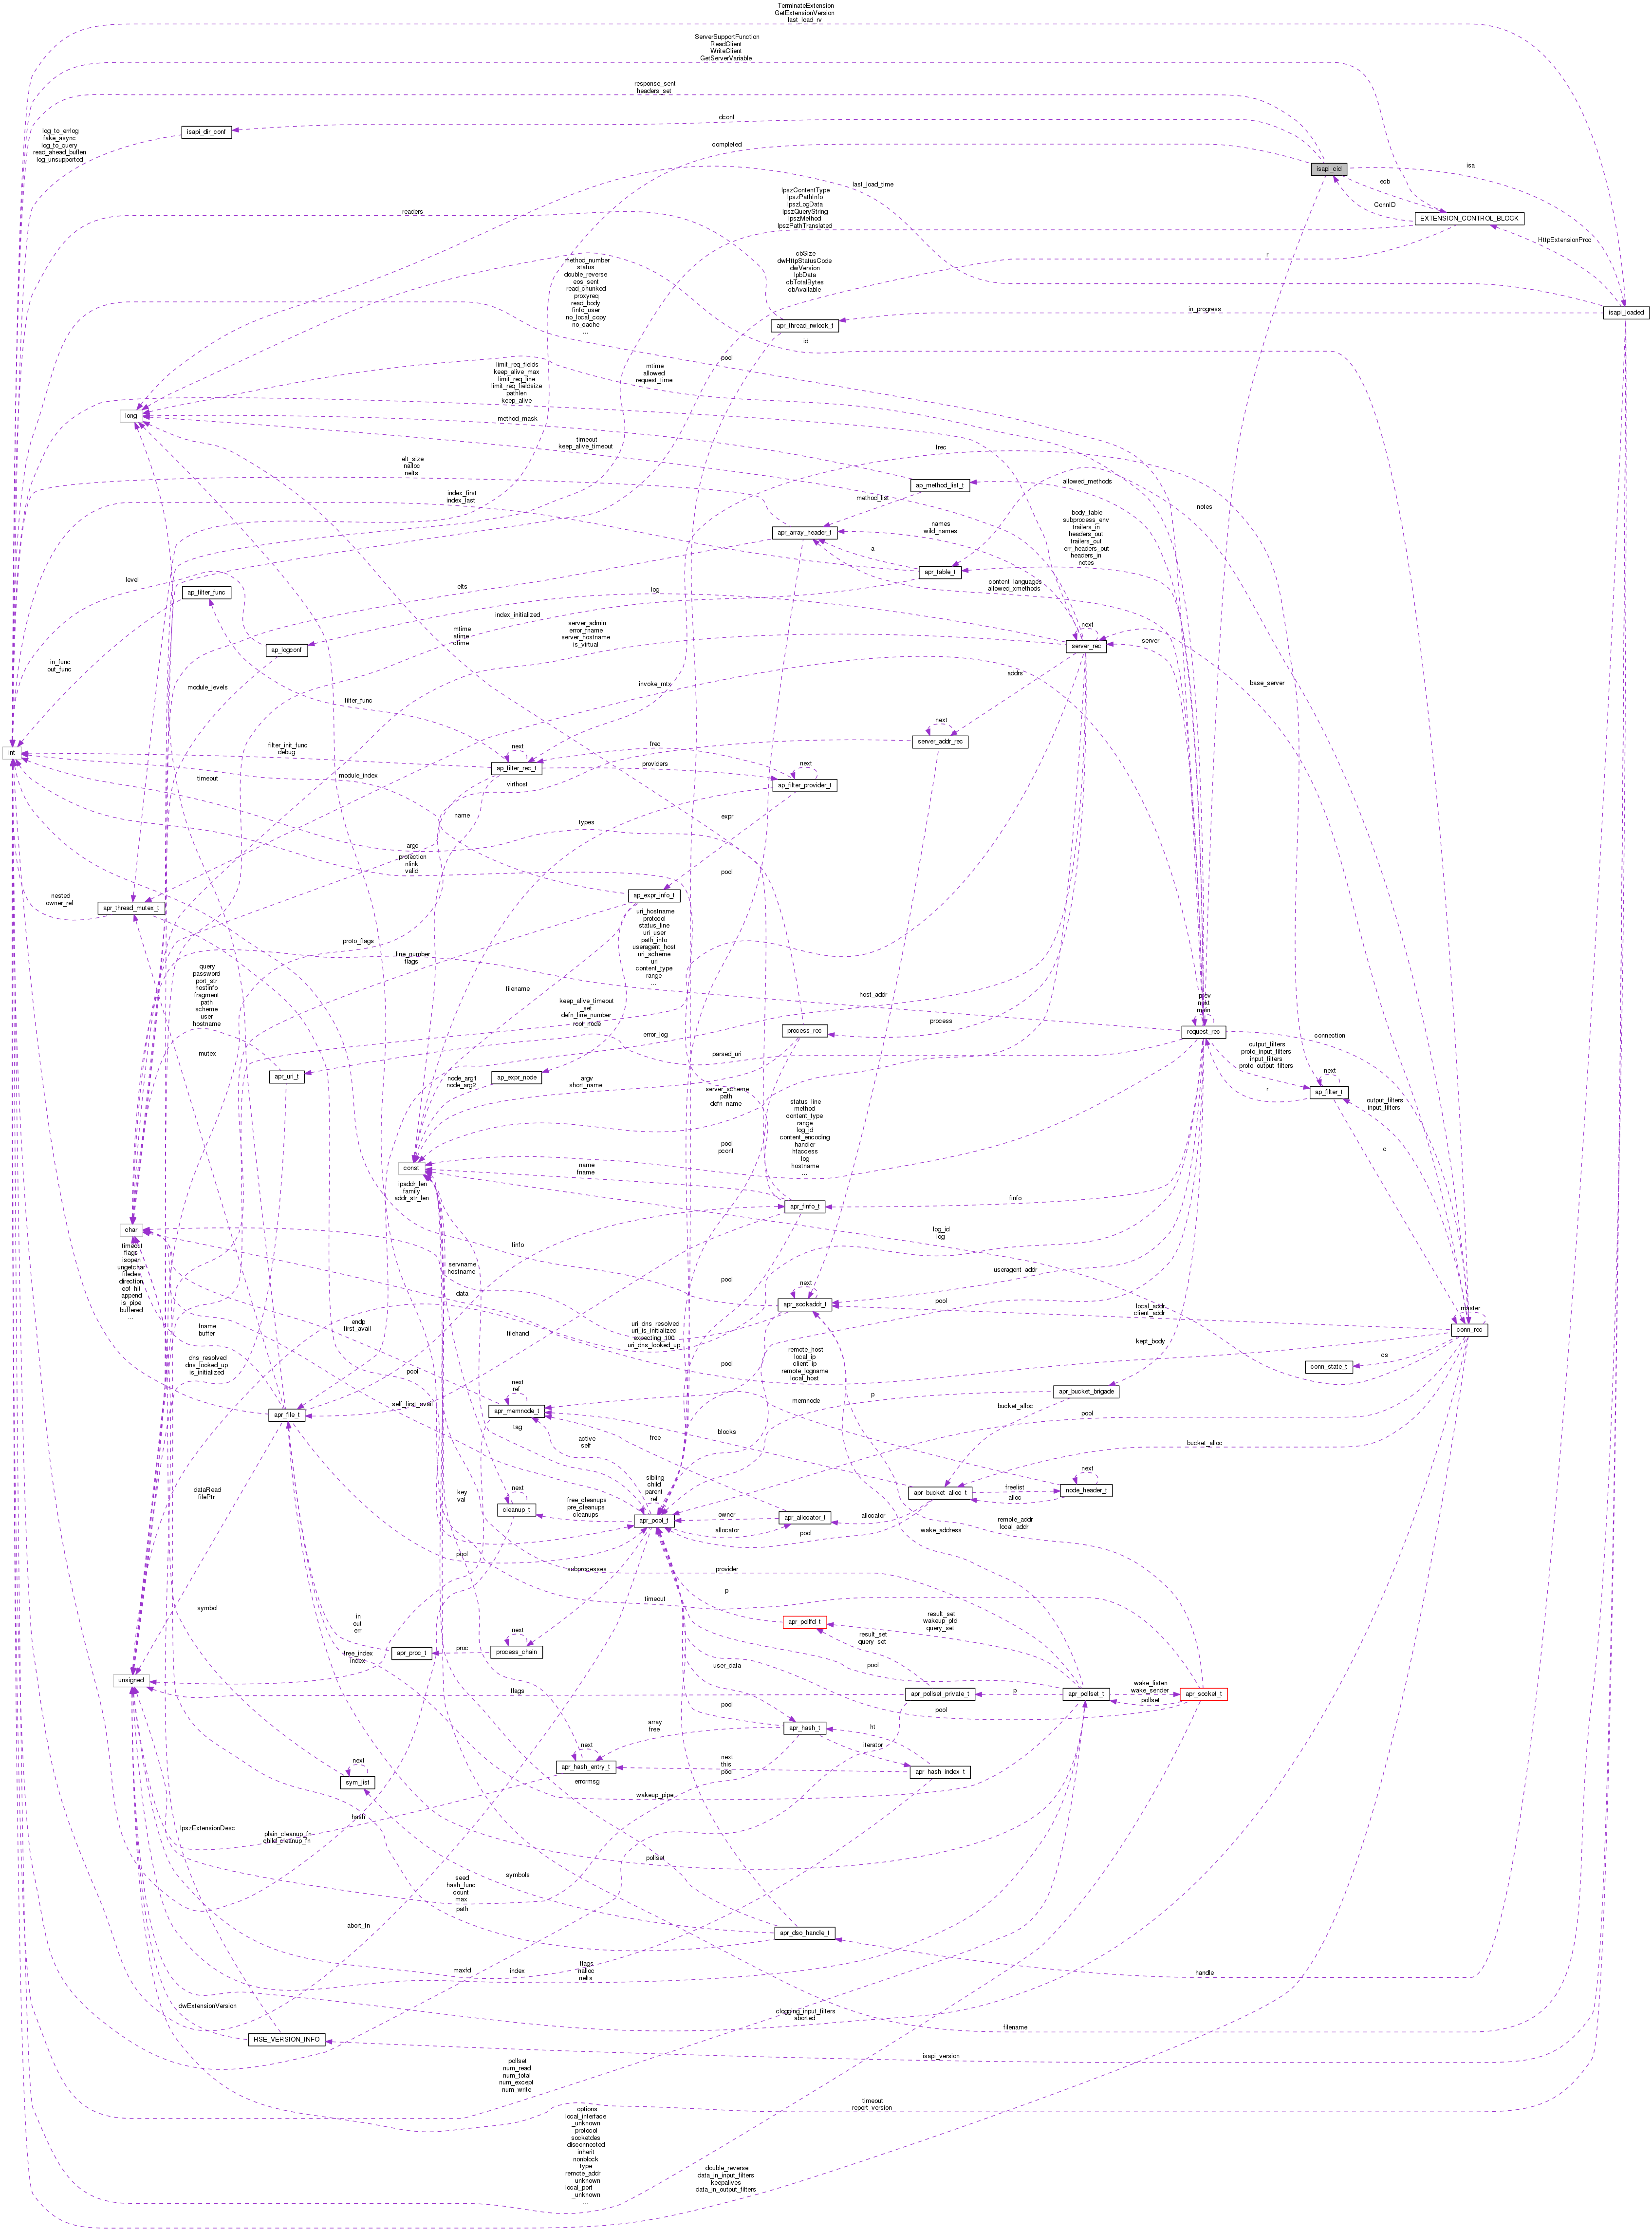 TerminateExtension
GetExtensionVersion
last_load_rv
ServerSupportFunction
ReadClient
WriteClient
GetServerVariable
response_sent
headers_set
dconf
log_to_errlog
fake_async
log_to_query
read_ahead_buflen
log_unsupported
isapi_dir_conf
completed
isapi_cid
isa
ecb
last_load_time
ConnID
lpszContentType
lpszPathInfo
lpszLogData
lpszQueryString
lpszMethod
lpszPathTranslated
readers
EXTENSION_CONTROL_BLOCK
HttpExtensionProc
r
cbSize
dwHttpStatusCode
dwVersion
lpbData
cbTotalBytes
cbAvailable
method_number
status
double_reverse
eos_sent
read_chunked
proxyreq
read_body
finfo_user
no_local_copy
no_cache
...
in_progress
isapi_loaded
apr_thread_rwlock_t
id
pool
mtime
allowed
request_time
limit_req_fields
keep_alive_max
limit_req_line
limit_req_fieldsize
pathlen
keep_alive
long
method_mask
timeout
keep_alive_timeout
frec
elt_size
nalloc
nelts
ap_method_list_t
allowed_methods
notes
index_first
index_last
method_list
names
wild_names
apr_array_header_t
body_table
subprocess_env
trailers_in
headers_out
trailers_out
err_headers_out
headers_in
notes
a
apr_table_t
level
ap_filter_func
elts
log
content_languages
allowed_xmethods
index_initialized
mtime
atime
ctime
server_admin
error_fname
server_hostname
is_virtual
next
server
server_rec
ap_logconf
in_func
out_func
module_levels
invoke_mtx
addrs
base_server
filter_func
next
server_addr_rec
int
filter_init_func
debug
next
ap_filter_rec_t
frec
providers
next
ap_filter_provider_t
timeout
module_index
virthost
name
types
expr
argc
protection
nlink
valid
pool
nested
owner_ref
apr_thread_mutex_t
ap_expr_info_t
uri_hostname
protocol
status_line
uri_user
path_info
useragent_host
uri_scheme
uri
content_type
range
...
proto_flags
line_number
flags
query
password
port_str
hostinfo
fragment
path
scheme
user
hostname
filename
host_addr
keep_alive_timeout
_set
defn_line_number
root_node
process
process_rec
prev
next
main
request_rec
error_log
connection
mutex
parsed_uri
output_filters
proto_input_filters
input_filters
proto_output_filters
apr_uri_t
node_arg1
node_arg2
ap_expr_node
argv
short_name
server_scheme
path
defn_name
next
ap_filter_t
r
output_filters
input_filters
status_line
method
content_type
range
log_id
content_encoding
handler
htaccess
log
hostname
...
pool
pconf
c
const
name
fname
ipaddr_len
family
addr_str_len
finfo
apr_finfo_t
char
log_id
log
timeout
flags
isopen
ungetchar
filedes
direction
eof_hit
append
is_pipe
buffered
...
finfo
servname
hostname
pool
useragent_addr
next
apr_sockaddr_t
data
pool
local_addr
client_addr
master
conn_rec
endp
first_avail
fname
buffer
filehand
uri_dns_resolved
uri_is_initialized
expecting_100
uri_dns_looked_up
kept_body
cs
conn_state_t
dns_resolved
dns_looked_up
is_initialized
pool
next
ref
remote_host
local_ip
client_ip
remote_logname
local_host
pool
self_first_avail
p
apr_bucket_brigade
memnode
apr_file_t
apr_memnode_t
bucket_alloc
pool
tag
active
self
free
blocks
bucket_alloc
dataRead
filePtr
key
val
next
cleanup_t
free_cleanups
pre_cleanups
cleanups
sibling
child
parent
ref
apr_pool_t
owner
allocator
apr_allocator_t
allocator
pool
apr_bucket_alloc_t
freelist
alloc
next
node_header_t
remote_addr
local_addr
wake_address
pool
subprocesses
provider
symbol
in
out
err
timeout
p
apr_pollfd_t
result_set
wakeup_pfd
query_set
free_index
index
apr_proc_t
proc
next
process_chain
result_set
query_set
pool
user_data
unsigned
flags
apr_pollset_private_t
p
apr_pollset_t
wake_listen
wake_sender
pollset
apr_socket_t
pool
pool
apr_hash_t
ht
array
free
next
apr_hash_entry_t
next
this
pool
iterator
apr_hash_index_t
next
sym_list
errormsg
wakeup_pipe
hash
lpszExtensionDesc
plain_cleanup_fn
child_cleanup_fn
pollset
symbols
seed
hash_func
count
max
path
abort_fn
apr_dso_handle_t
maxfd
index
flags
nalloc
nelts
handle
dwExtensionVersion
HSE_VERSION_INFO
clogging_input_filters
aborted
filename
isapi_version
pollset
num_read
num_total
num_except
num_write
timeout
report_version
options
local_interface
_unknown
protocol
socketdes
disconnected
inherit
nonblock
type
remote_addr
_unknown
local_port
_unknown
...
double_reverse
data_in_input_filters
keepalives
data_in_output_filters